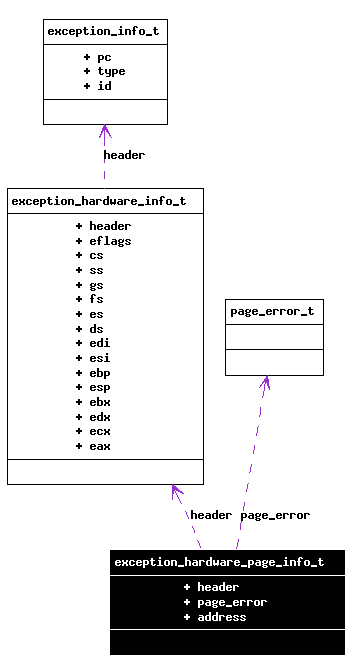 exception_info_t
+ pc
+ type
+ id
header
exception_hardware_info_t
+ header
+ eflags
+ cs
+ ss
+ gs
+ fs
+ es
+ ds
+ edi
+ esi
+ ebp
+ esp
+ ebx
+ edx
+ ecx
+ eax
page_error_t
header
page_error
exception_hardware_page_info_t
+ header
+ page_error
+ address